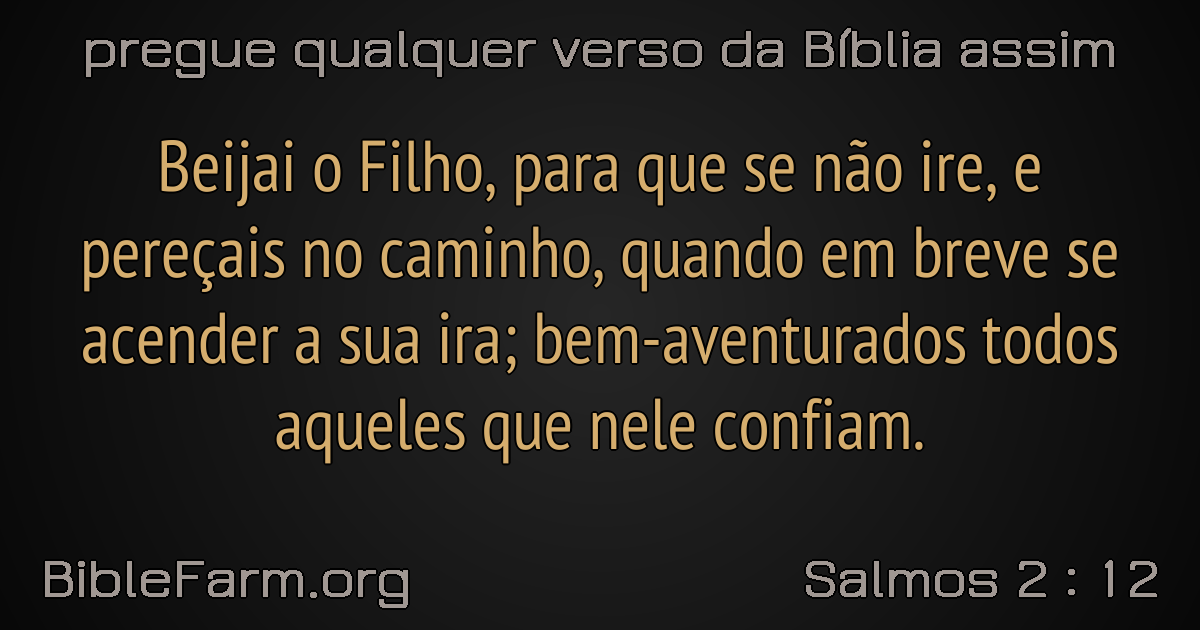 pregue qualquer verso da Bíblia assim
Beijai o Filho, para que se não ire, e
pereçais no caminho, quando em breve se
acender a sua ira; bem-aventurados todos
aqueles que nele confiam.
BibleFarm.org
Salmos 2 : 12